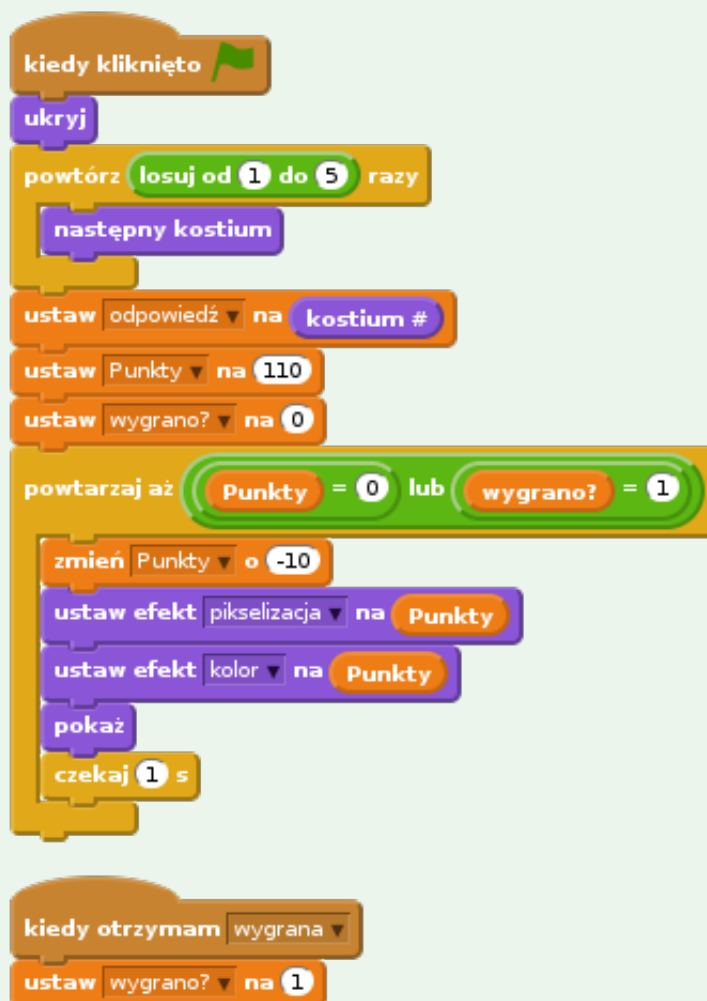 kiedy kliknięto
ukryj
powtórz losuj od 1 do 5 razy
następny kostium
ustaw odpowiedź na kostium #
ustaw Punkty na 110
ustaw wygrano? na 0
powtarzaj aż Punkty = 0 lub wygrano? = 1
zmień Punkty o -10
ustaw efekt pikselizacja na Punkty
ustaw efekt kolor na Punkty
pokaż
czekaj 1 s
kiedy otrzymam wygrana
ustaw wygrano? na 1